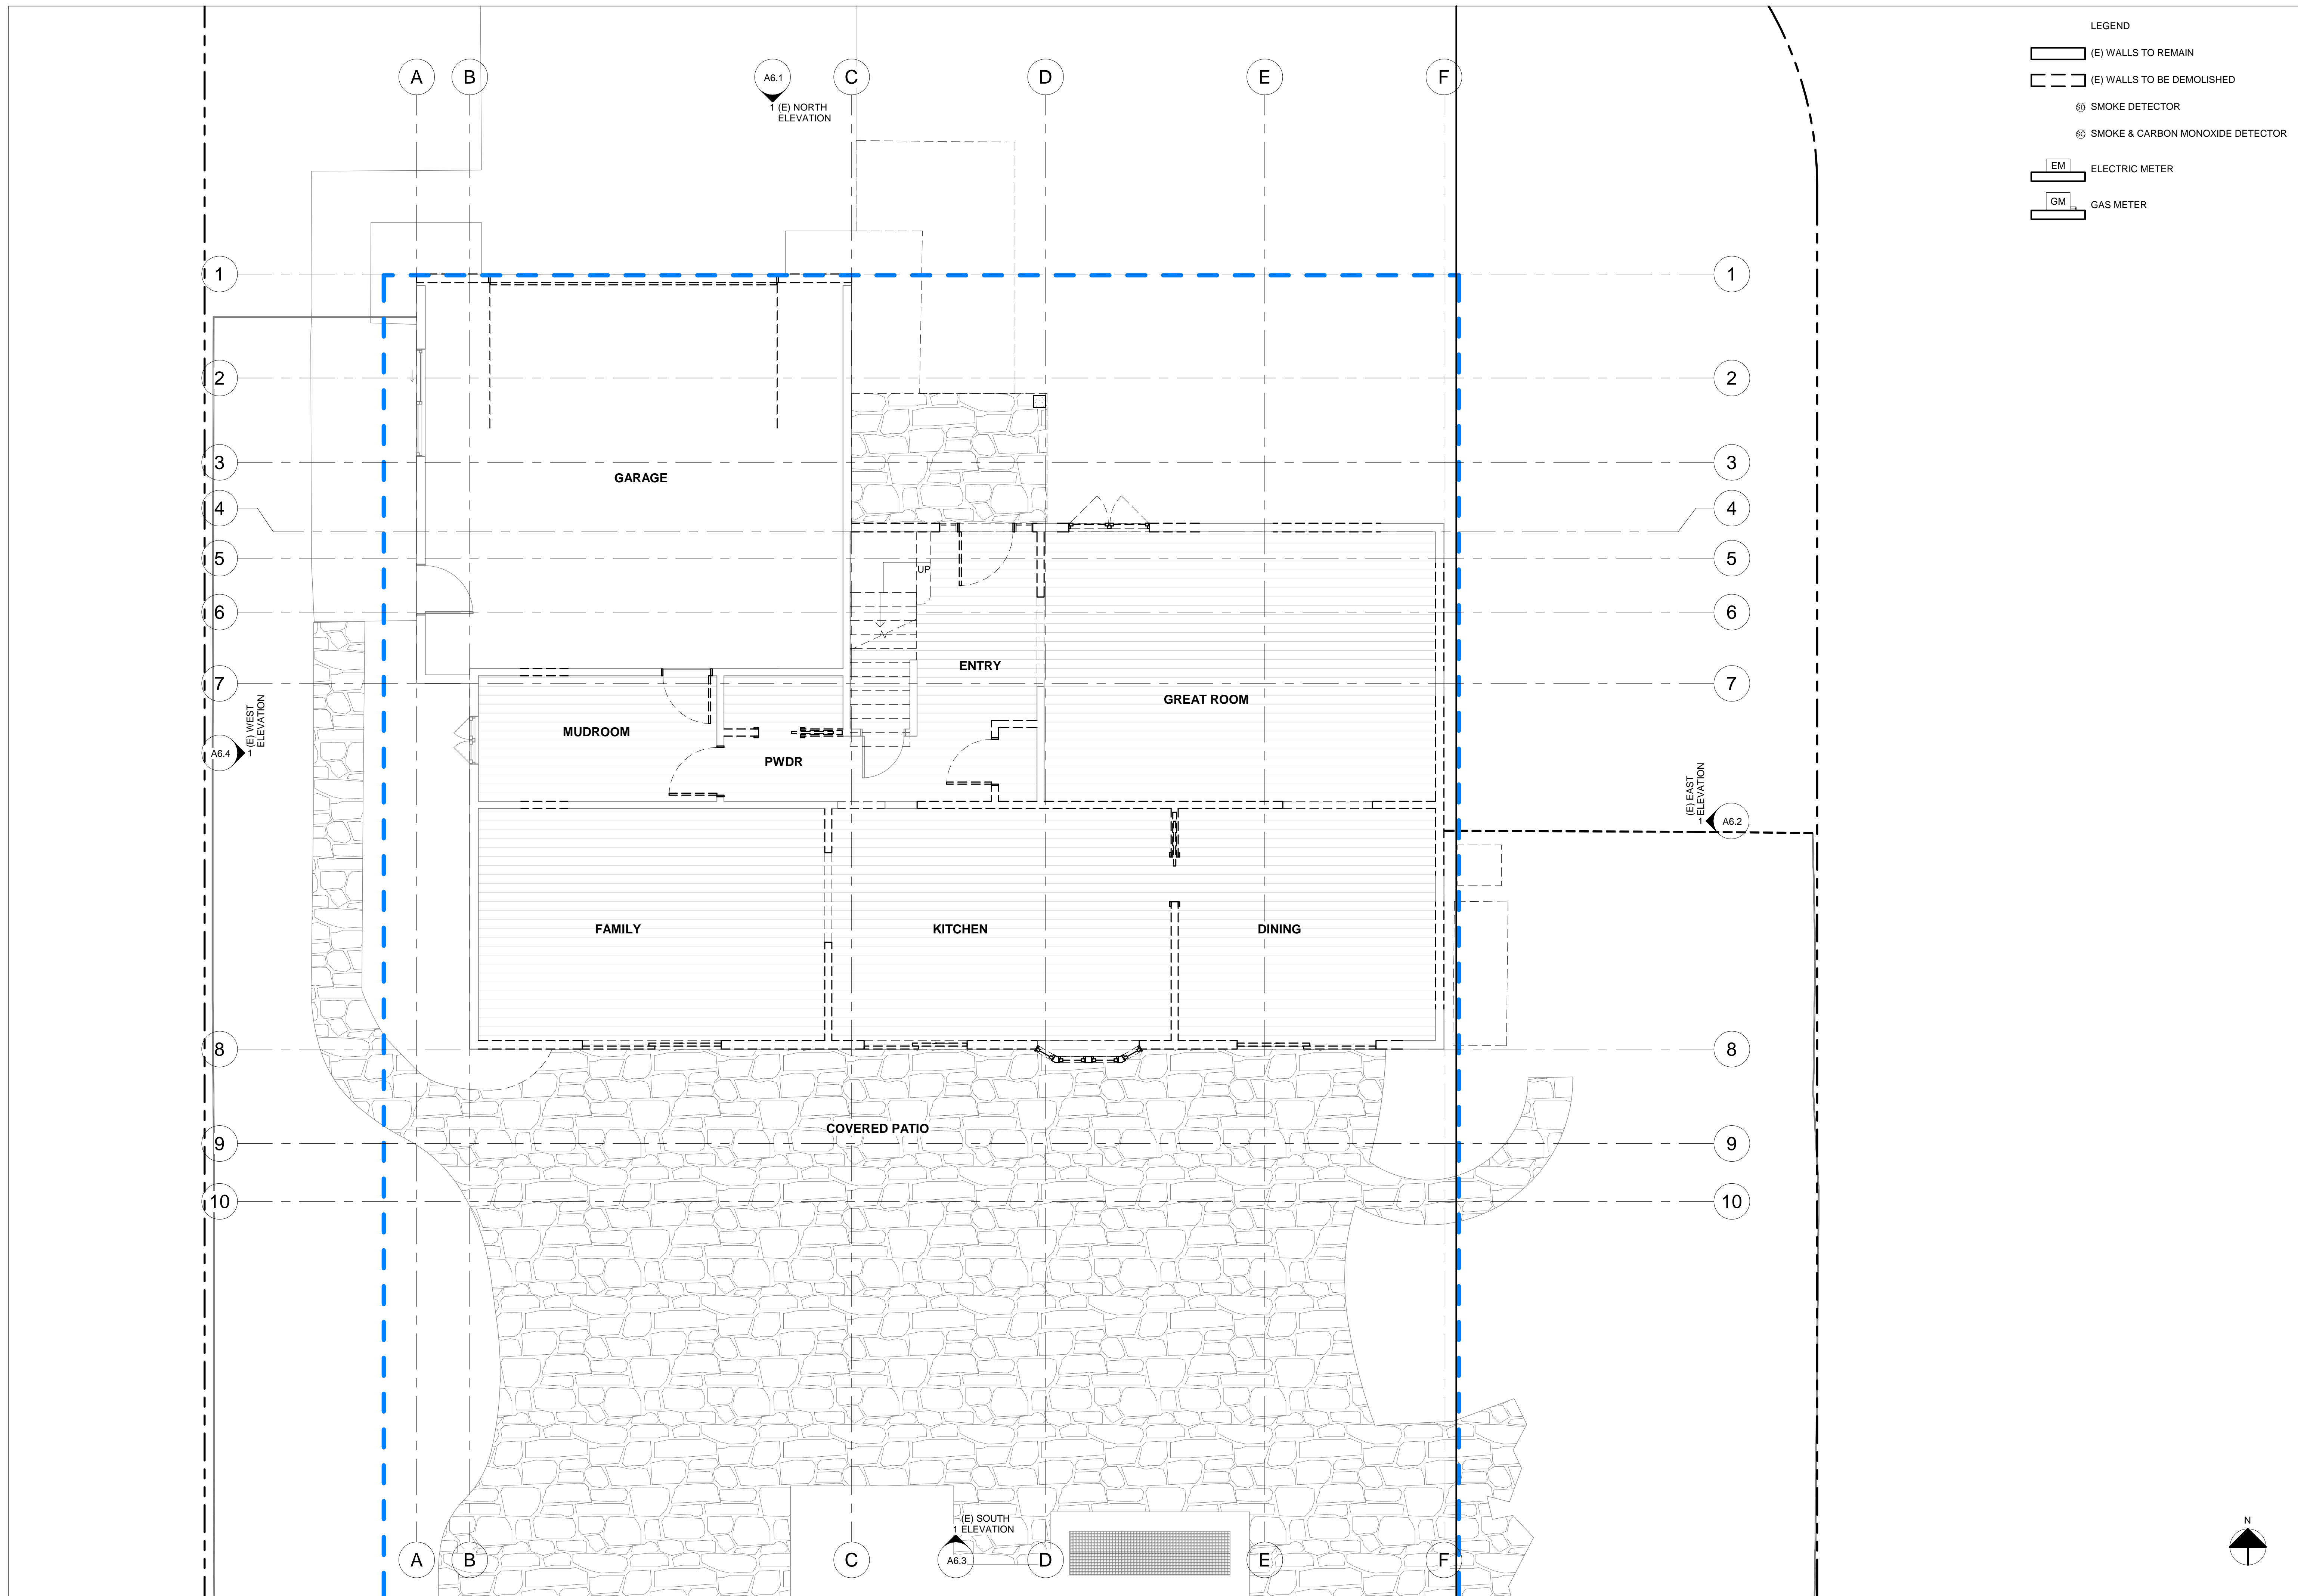 LEGEND
(E) WALLS TO REMAIN
(E) WALLS TO BE DEMOLISHED
SD SMOKE DETECTOR
SC SMOKE & CARBON MONOXIDE DETECTOR
EM ELECTRIC METER
GM GAS METER
A B A6.1 C D E F
1 (E) NORTH
ELEVATION
1 1
2 2
3 3
GARAGE
4 4
5 5
UP
6 6
ENTRY
7 7
GREAT ROOM
MUDROOM
(E) WEST
ELEVATION
A6.4 1
PWDR
(E) EAST
ELEVATION
1 A6.2
FAMILY KITCHEN DINING
8 8
COVERED PATIO
9 9
10 10
(E) SOUTH
1 ELEVATION
A B C A6.3 D E F
N